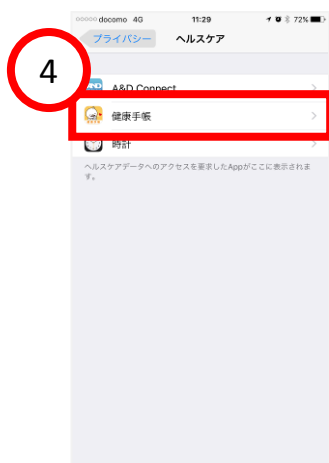 docomo 4G 11:29 72%
プライバシー ヘルスケア
4
A&D Connect
健康手帳
時計
ヘルスケアデータへのアクセスを要求したAppがここに表示されま
す。